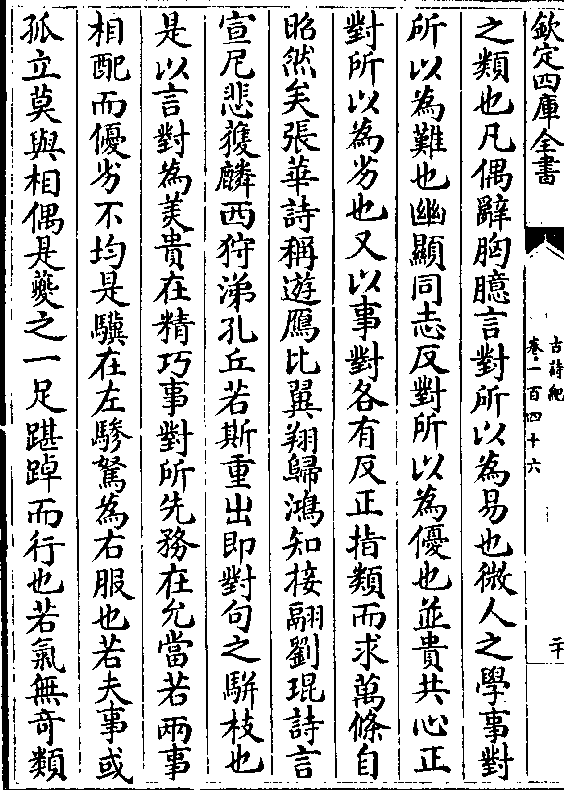 欽定四庫全書
古詩紀
卷一百四十六
二十
之類也凡偶辭胸臆言對所以為易也微人之學事對
所以為難也幽顯同志反對所以為優也並貴共心正
對所以為劣也又以事對各有反正指類而求萬條自
昭然矣張華詩稱遊鴈比翼翔歸鴻知接翮劉琨詩言
宣尼悲獲麟西狩涕孔丘若斯重出即對句之駢枝也
是以言對為美貴在精巧事對所先務在允當若兩事
相配而優劣不均是驥在左驂駑為右服也若夫事或
孤立莫與相偶是夔之一足踸踔而行也若氣無奇類